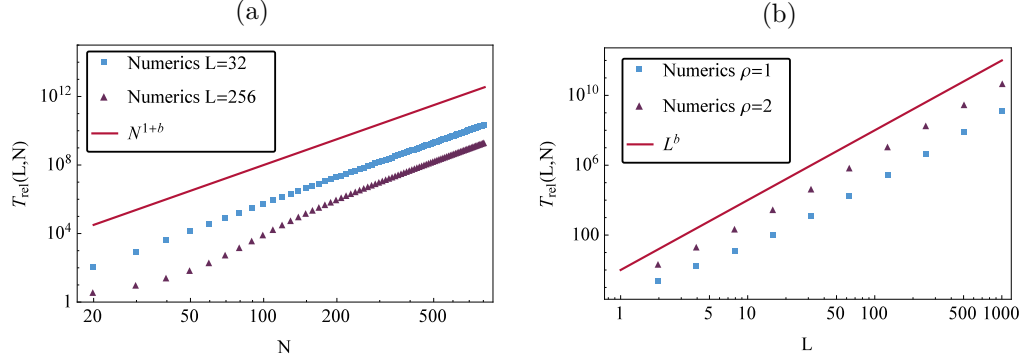 (a)
Numerics L=32
Numerics L=256
N^{1+b}
T_rel(L,N)
10^12
10^8
10^4
1
20 50 100 200 500
N
(b)
Numerics ρ=1
Numerics ρ=2
L^b
T_rel(L,N)
10^10
10^6
100
1 5 10 50 100 500 1000
L